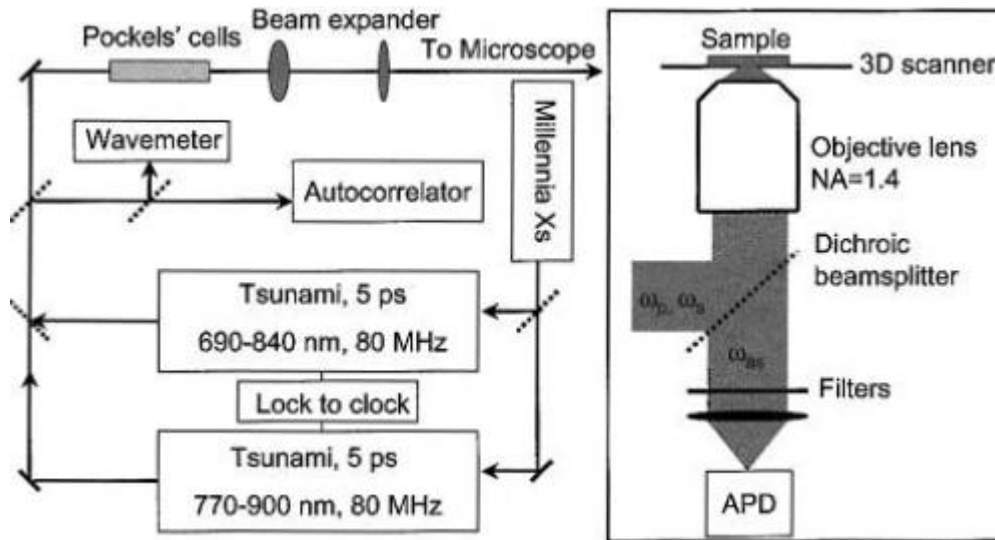 Beam expander
Pockels' cells
To Microscope
Wavemeter
Autocorrelator
Millennia Xs
Tsunami, 5 ps
690-840 nm, 80 MHz
Lock to clock
Tsunami, 5 ps
770-900 nm, 80 MHz
Sample
3D scanner
Objective lens
NA=1.4
Dichroic
beamsplitter
ωp, ωs
ωas
Filters
APD